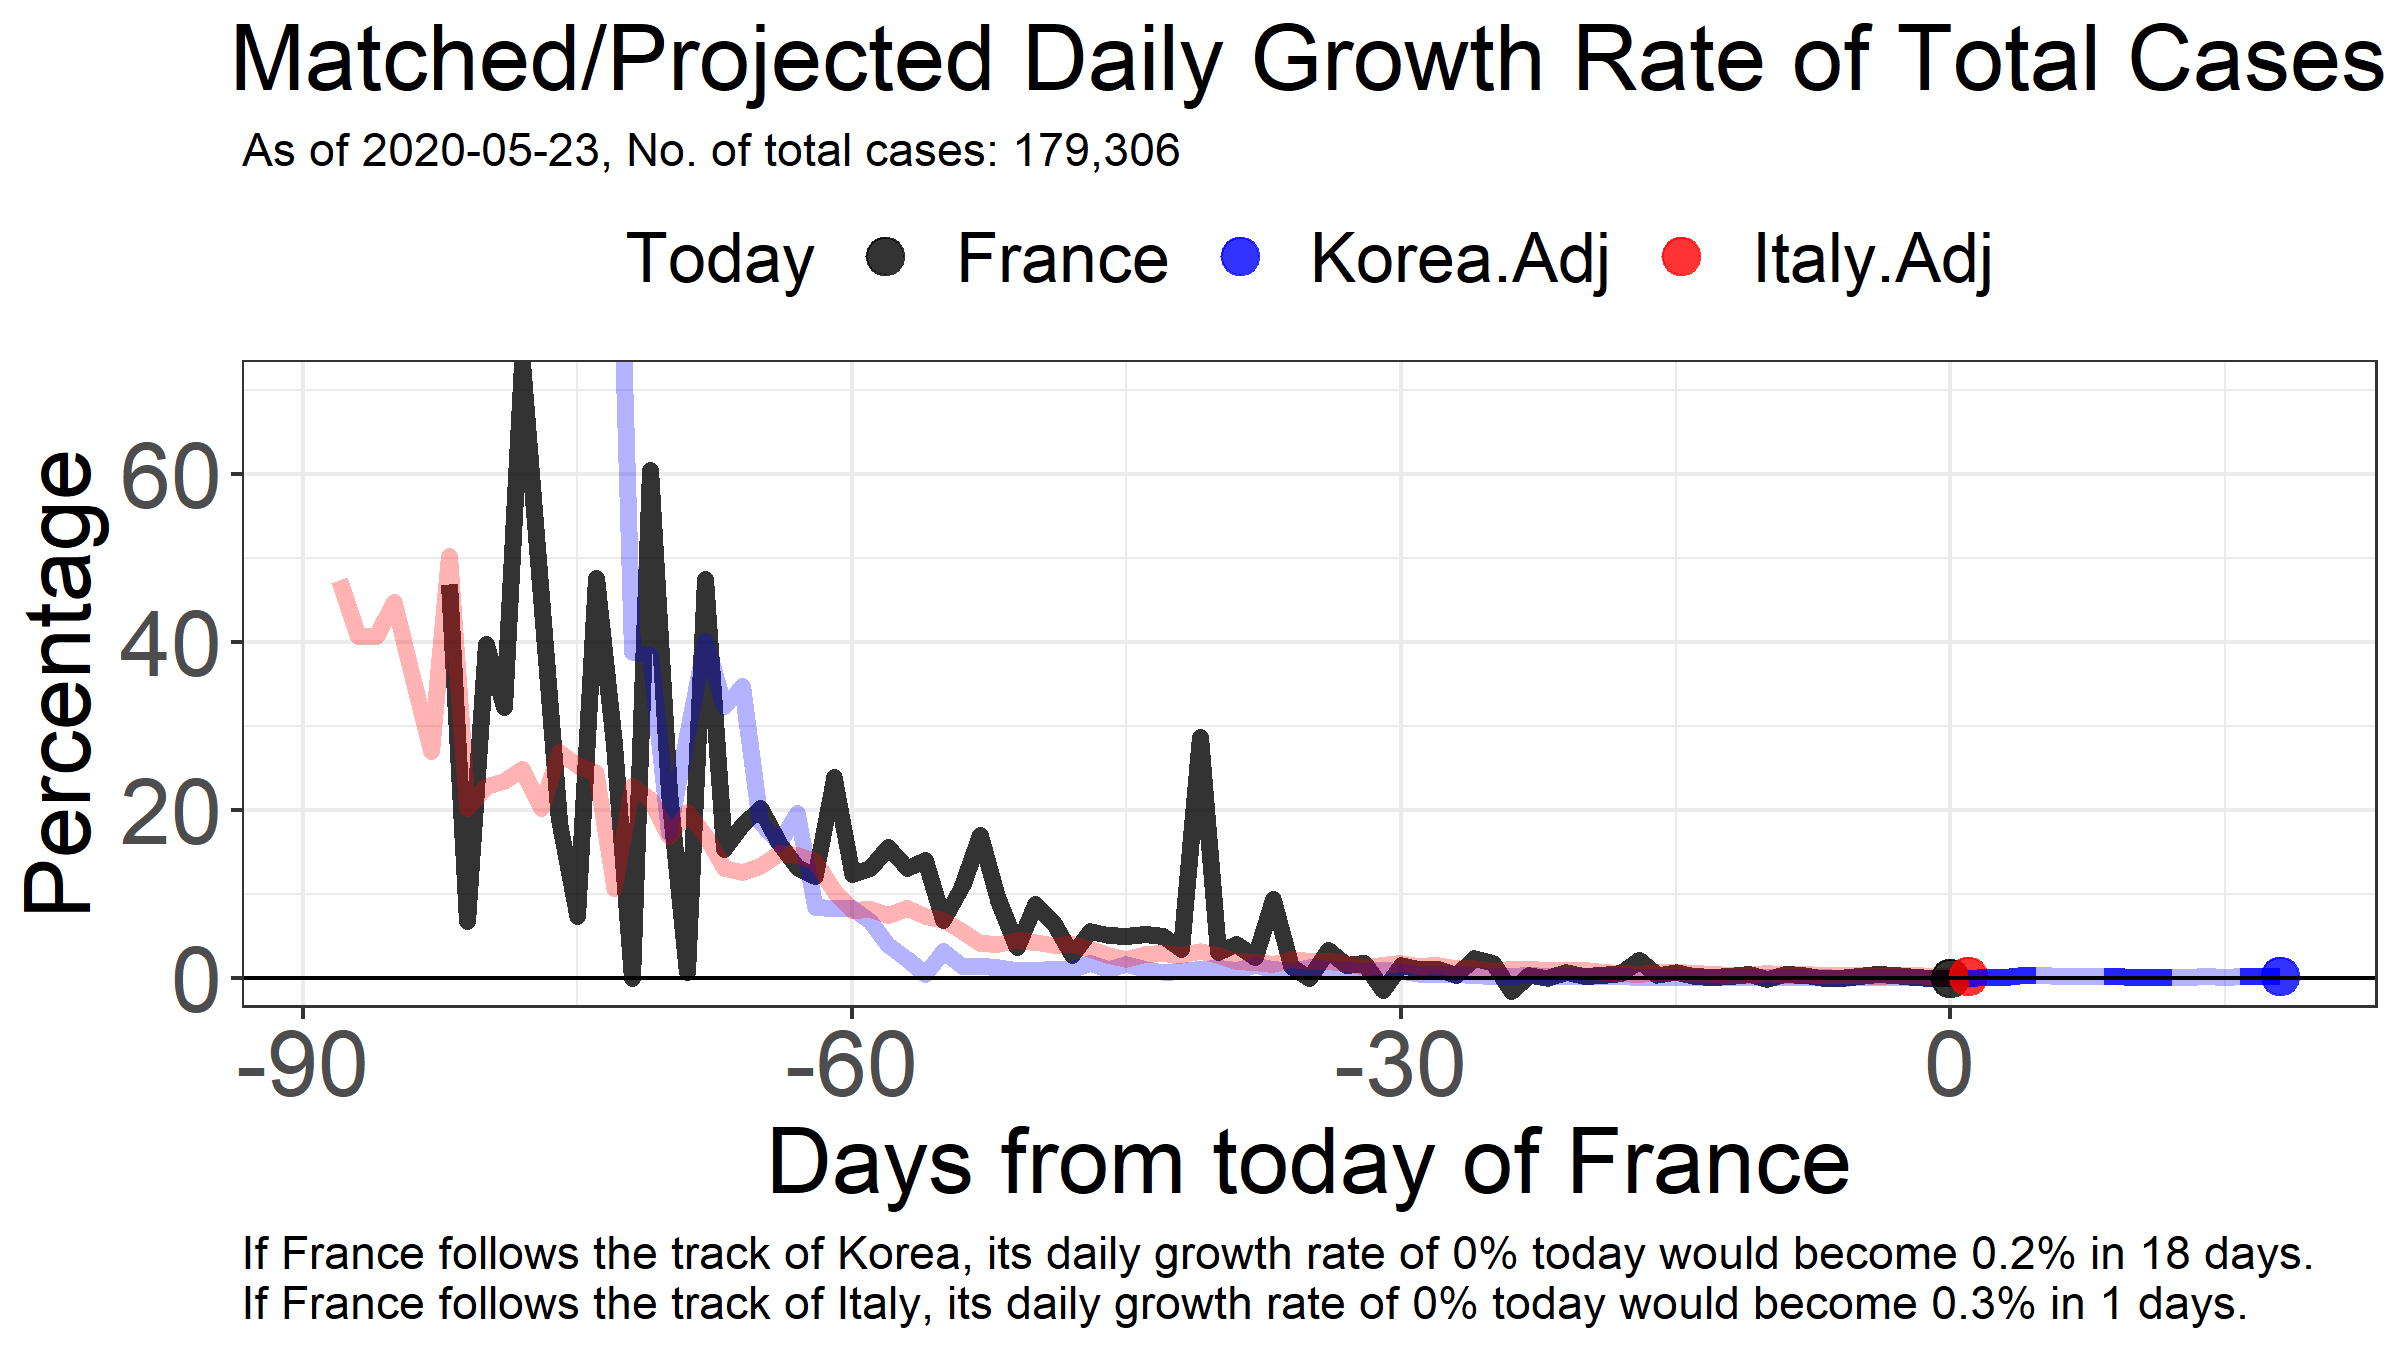 Matched/Projected Daily Growth Rate of Total Cases
As of 2020-05-23, No. of total cases: 179,306
Today France Korea.Adj Italy.Adj
Percentage
60
40
20
0
-90 -60 -30 0
Days from today of France
If France follows the track of Korea, its daily growth rate of 0% today would become 0.2% in 18 days.
If France follows the track of Italy, its daily growth rate of 0% today would become 0.3% in 1 days.